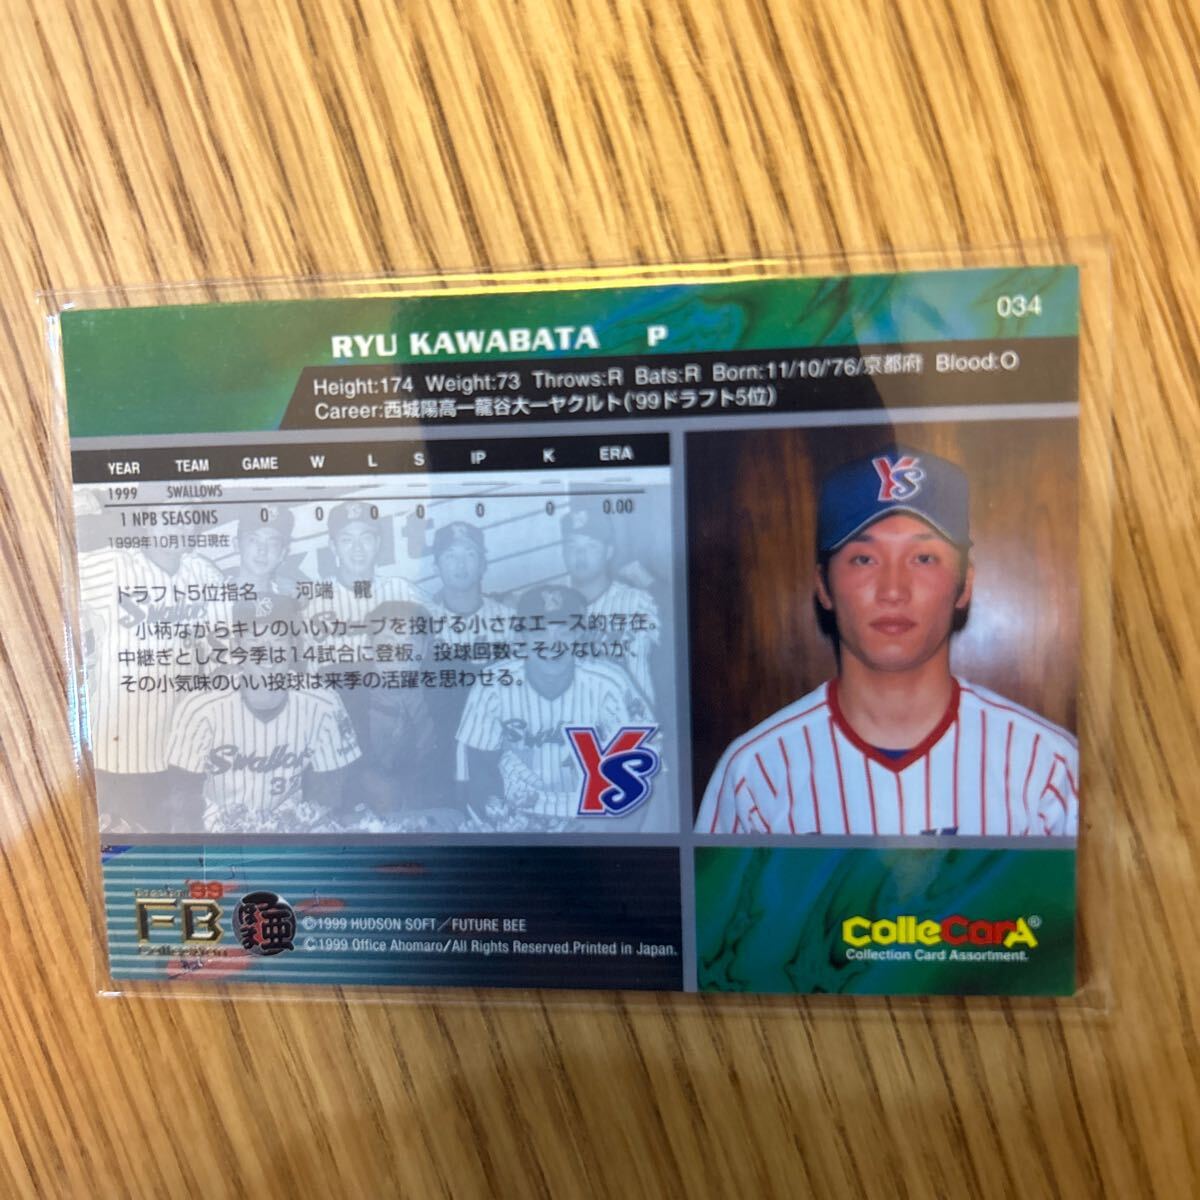 034
RYU KAWABATA P
Height:174 Weight:73 Throws:R Bats:R Born:11/10/'76/京都府 Blood:O
Career:西城陽高ー龍谷大ーヤクルト('99ドラフト5位)
YEAR TEAM GAME W L S IP K ERA
1999 SWALLOWS — — — — — — —
1 NPB SEASONS 0 0 0 0 0 0 0.00
1999年10月15日現在
ドラフト5位指名 河端 龍
小柄ながらキレのいいカーブを投げる小さなエース的存在。
中継ぎとして今季は14試合に登板。投球回数こそ少ないが、
その小気味のいい投球は来季の活躍を思わせる。
YS
YS
Swallows
'99
FB
Collection
©1999 HUDSON SOFT／FUTURE BEE
©1999 Office Ahomaro/All Rights Reserved.Printed in Japan.
ColleCarA®
Collection Card Assortment.